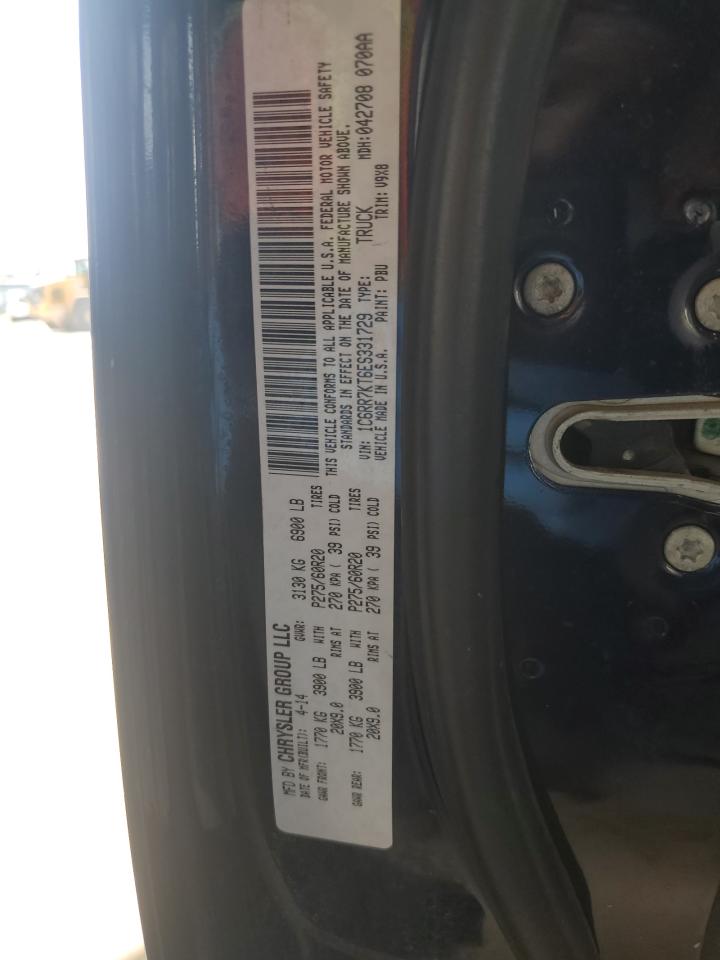 MFD BY CHRYSLER GROUP LLC
DATE OF MFR(BUILT): 4-14 GVWR: 3130 KG 6900 LB
GAWR FRONT: 1770 KG 3900 LB WITH P275/60R20 TIRES
20X9.0 RIMS AT 270 KPA ( 39 PSI) COLD
GAWR REAR: 1770 KG 3900 LB WITH P275/60R20 TIRES
20X9.0 RIMS AT 270 KPA ( 39 PSI) COLD
THIS VEHICLE CONFORMS TO ALL APPLICABLE U.S.A. FEDERAL MOTOR VEHICLE SAFETY
STANDARDS IN EFFECT ON THE DATE OF MANUFACTURE SHOWN ABOVE.
VIN: 1C6RR7KT6ES331729 TYPE: TRUCK MDH:042708 070AA
VEHICLE MADE IN U.S.A. PAINT: PBU TRIM: V9X8